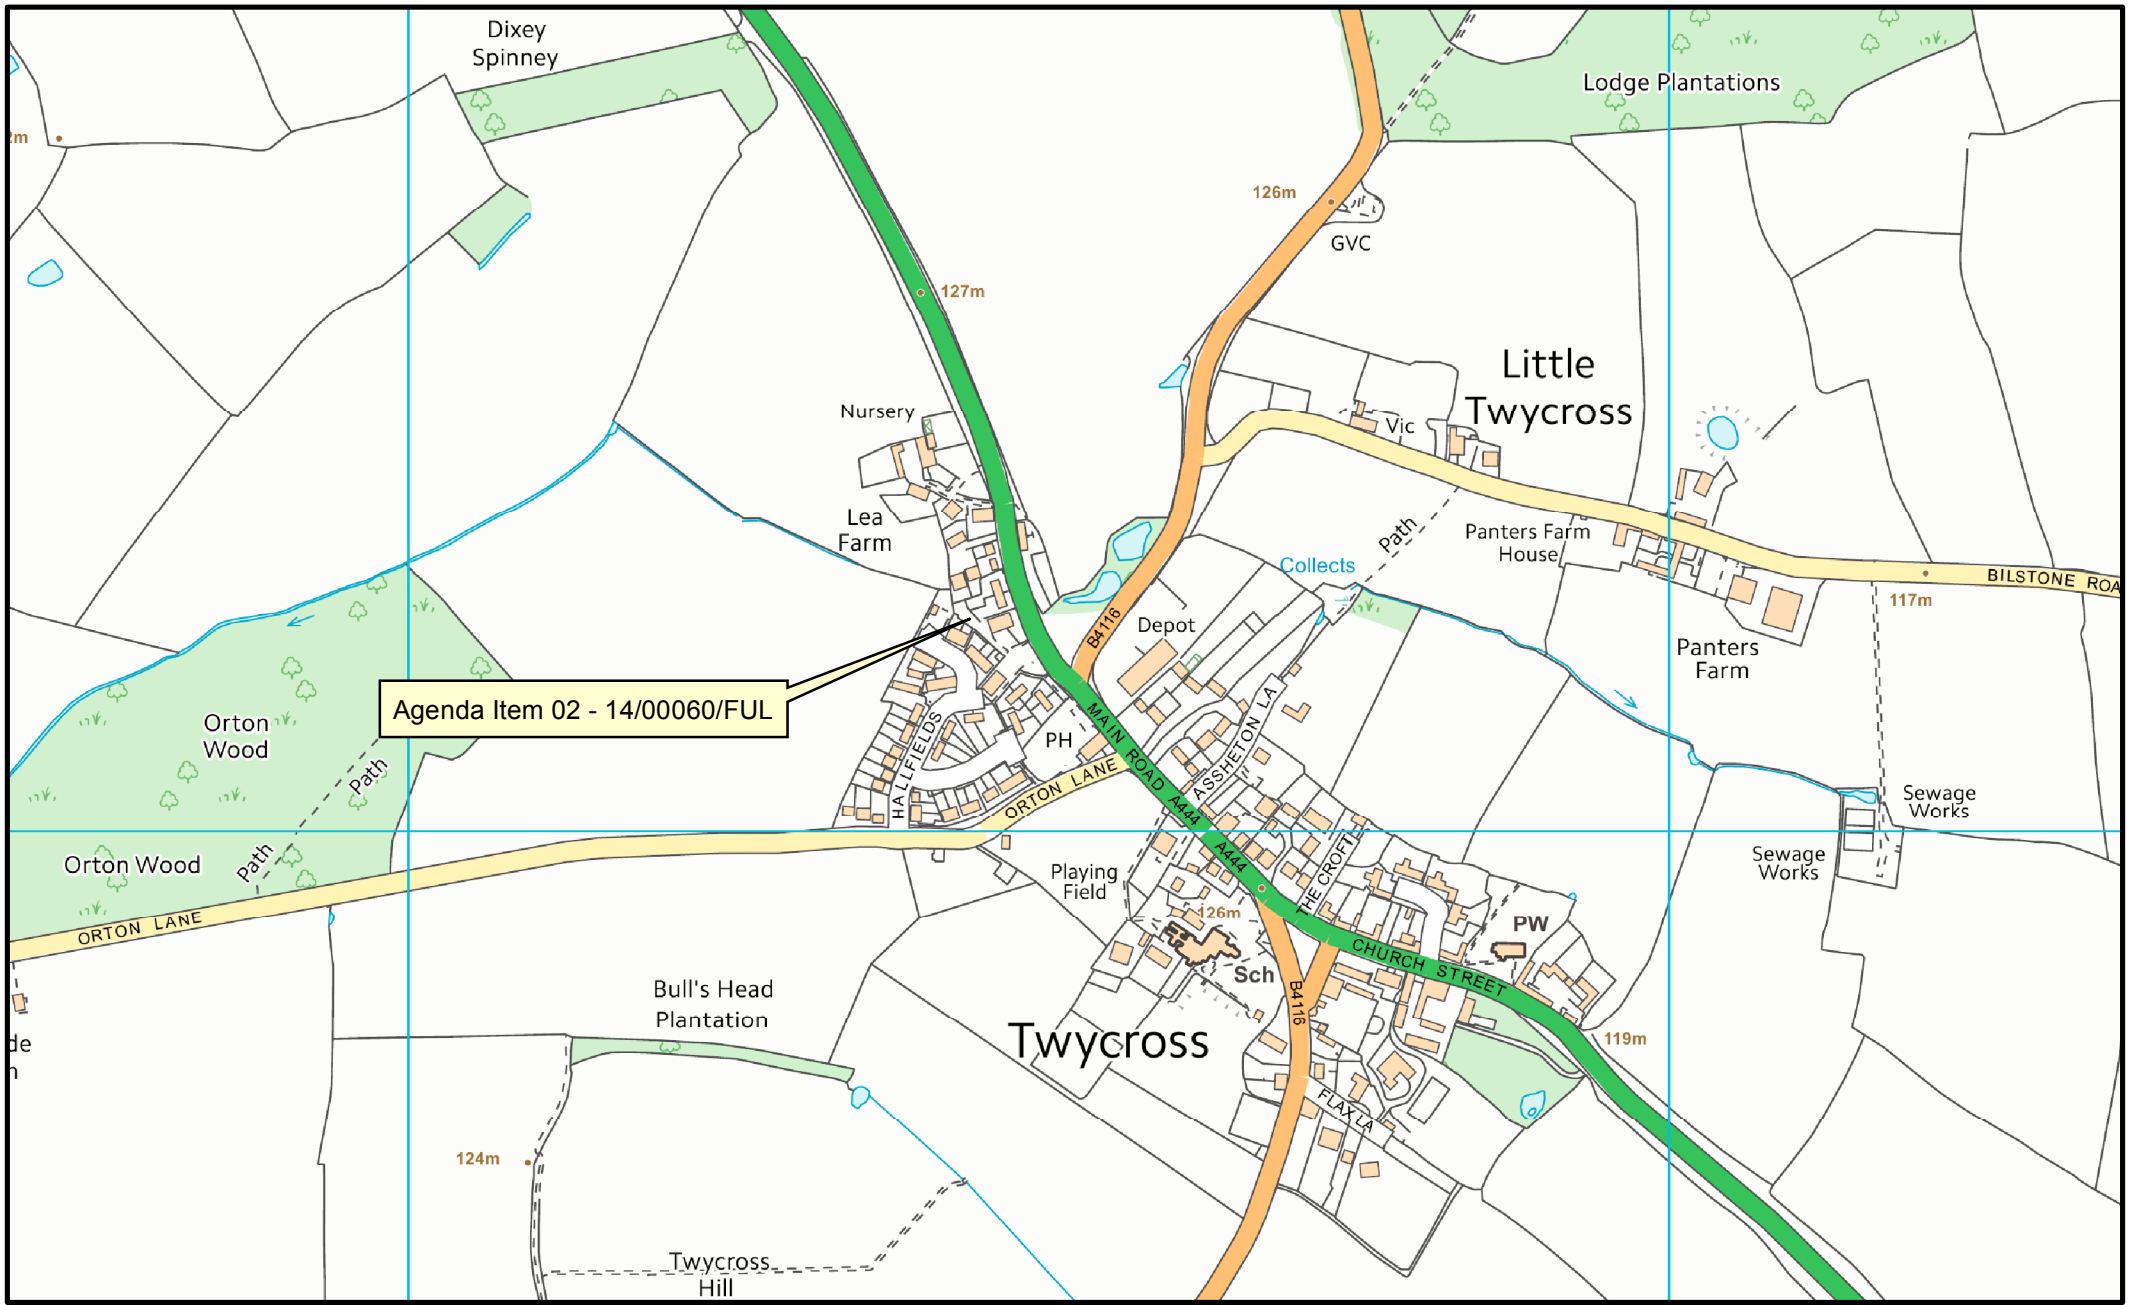 Dixey
Spinney
Lodge Plantations
126m
GVC
127m
Little
Twycross
Nursery
Vic
Lea
Farm
Path
Panters Farm
House
Collects
BILSTONE ROA
117m
B4116
Depot
Panters
Farm
Agenda Item 02 - 14/00060/FUL
Orton
Wood
HALLFIELDS
PH
MAIN ROAD A444
ASSHETON LA
Path
ORTON LANE
Sewage
Works
Orton Wood
Path
Playing
Field
A444
THE CROFT
Sewage
Works
ORTON LANE
126m
PW
Sch
CHURCH STREET
Bull's Head
Plantation
B4116
Twycross
119m
FLAX LA
124m
Twycross
Hill